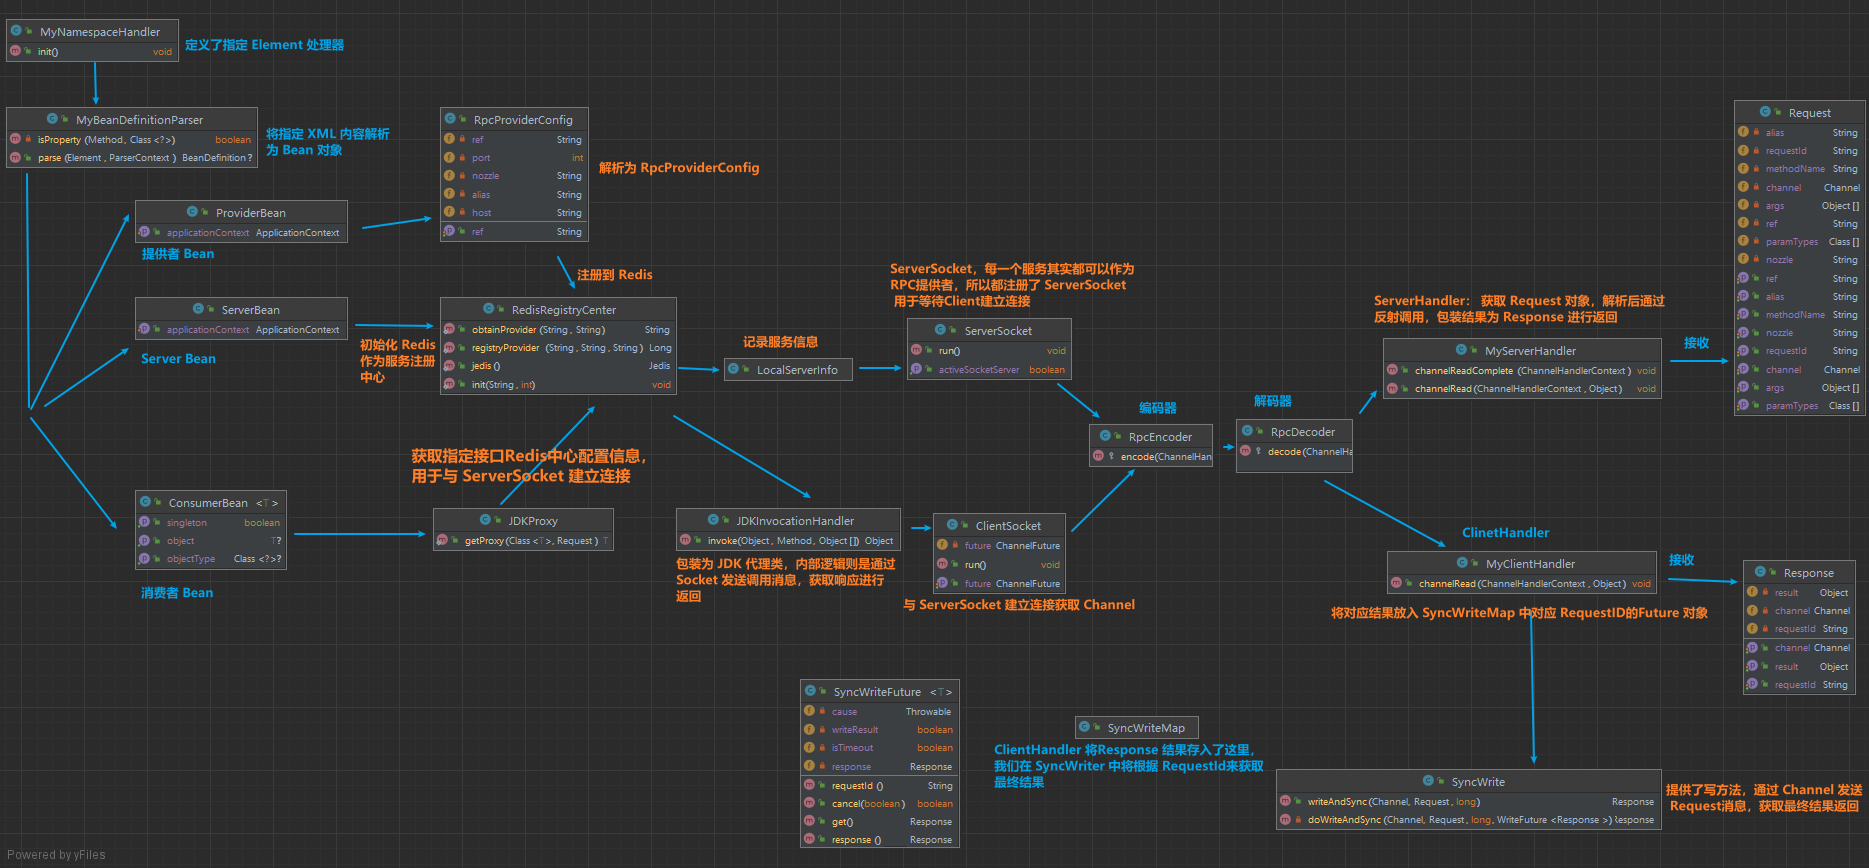 MyNamespaceHandler
init() void
定义了指定 Element 处理器
MyBeanDefinitionParser
isProperty (Method, Class <?>) boolean
parse (Element , ParserContext ) BeanDefinition ?
将指定 XML 内容解析
为 Bean 对象
ProviderBean
applicationContext ApplicationContext
提供者 Bean
ServerBean
applicationContext ApplicationContext
Server Bean
ConsumerBean <T>
singleton boolean
object T?
objectType Class <?>?
消费者 Bean
RpcProviderConfig
ref String
port int
nozzle String
alias String
host String
ref String
解析为 RpcProviderConfig
注册到 Redis
RedisRegistryCenter
obtainProvider (String , String) String
registryProvider (String, String, String) Long
jedis () Jedis
init(String , int) void
初始化 Redis
作为服务注册
中心
获取指定接口Redis中心配置信息，
用于与 ServerSocket 建立连接
JDKProxy
getProxy(Class <T>, Request ) T
记录服务信息
LocalServerInfo
ServerSocket，每一个服务其实都可以作为
RPC提供者，所以都注册了 ServerSocket
用于等待Client建立连接
ServerSocket
run() void
activeSocketServer boolean
JDKInvocationHandler
invoke(Object , Method, Object []) Object
包装为 JDK 代理类，内部逻辑则是通过
Socket 发送调用消息，获取响应进行
返回
ClientSocket
future ChannelFuture
run() void
future ChannelFuture
与 ServerSocket 建立连接获取 Channel
编码器
RpcEncoder
encode(ChannelHan
解码器
RpcDecoder
decode(ChannelHa
ServerHandler： 获取 Request 对象，解析后通过
反射调用，包装结果为 Response 进行返回
MyServerHandler
channelReadComplete (ChannelHandlerContext ) void
channelRead(ChannelHandlerContext , Object) void
接收
Request
alias String
requestId String
methodName String
channel Channel
args Object []
ref String
paramTypes Class []
nozzle String
ref String
alias String
methodName String
nozzle String
requestId String
channel Channel
args Object []
paramTypes Class []
ClinetHandler
MyClientHandler
channelRead(ChannelHandlerContext , Object) void
接收
将对应结果放入 SyncWriteMap 中对应 RequestID的Future 对象
Response
result Object
channel Channel
requestId String
channel Channel
result Object
requestId String
SyncWriteFuture <T>
cause Throwable
writeResult boolean
isTimeout boolean
response Response
requestId () String
cancel(boolean ) boolean
get() Response
response () Response
SyncWriteMap
ClientHandler 将Response 结果存入了这里，
我们在 SyncWriter 中将根据 RequestId来获取
最终结果
SyncWrite
writeAndSync(Channel, Request , long) Response
doWriteAndSync (Channel, Request , long, WriteFuture <Response >) Response
提供了写方法，通过 Channel 发送
Request消息，获取最终结果返回
Powered by yFiles